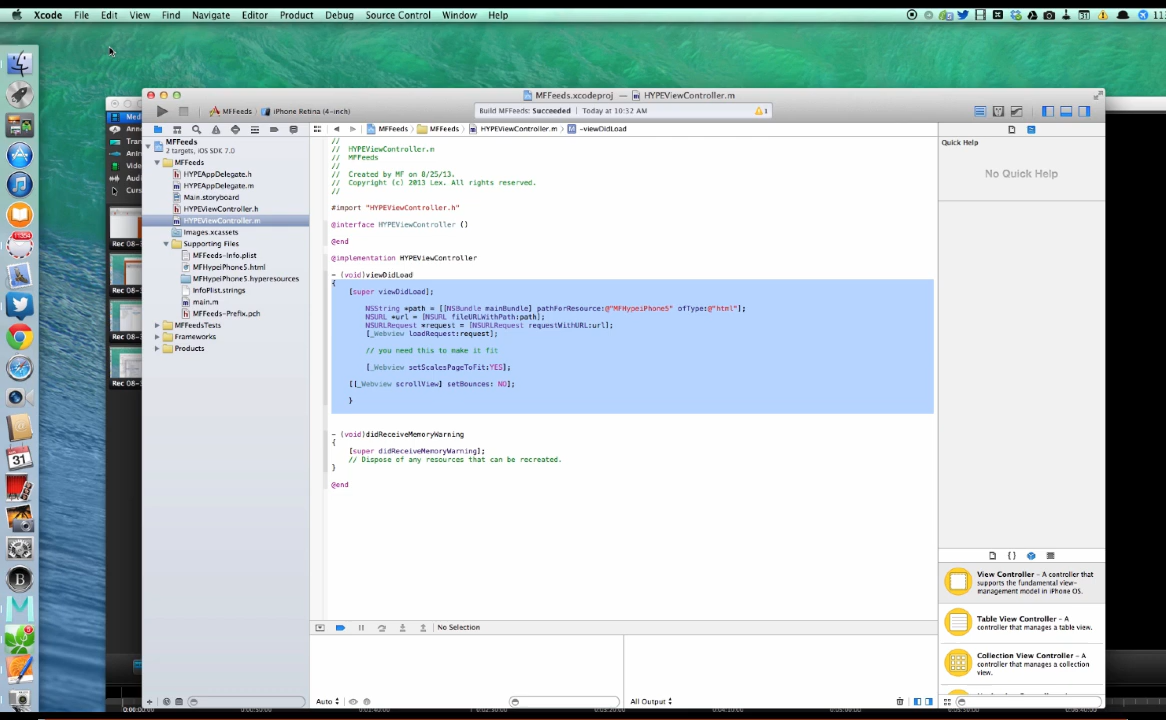 Xcode File Edit View Find Navigate Editor Product Debug Source Control Window Help
MFFeeds.xcodeproj — HYPEViewController.m
MFFeeds iPhone Retina (4-inch)
Build MFFeeds: Succeeded Today at 10:32 AM 1
MFFeeds MFFeeds HYPEViewController.m -viewDidLoad
MFFeeds
2 targets, iOS SDK 7.0
MFFeeds
HYPEAppDelegate.h
HYPEAppDelegate.m
Main.storyboard
HYPEViewController.h
HYPEViewController.m
Images.xcassets
Supporting Files
MFFeeds-Info.plist
MFHypeiPhone5.html
MFHypeiPhone5.hyperesources
InfoPlist.strings
main.m
MFFeeds-Prefix.pch
MFFeedsTests
Frameworks
Products
//
// HYPEViewController.m
// MFFeeds
//
// Created by MF on 8/25/13.
// Copyright (c) 2013 Lex. All rights reserved.
//
#import "HYPEViewController.h"
@interface HYPEViewController ()
@end
@implementation HYPEViewController
- (void)viewDidLoad
{
[super viewDidLoad];
NSString *path = [[NSBundle mainBundle] pathForResource:@"MFHypeiPhone5" ofType:@"html"];
NSURL *url = [NSURL fileURLWithPath:path];
NSURLRequest *request = [NSURLRequest requestWithURL:url];
[_Webview loadRequest:request];
// you need this to make it fit
[_Webview setScalesPageToFit:YES];
[[_Webview scrollView] setBounces: NO];
}
- (void)didReceiveMemoryWarning
{
[super didReceiveMemoryWarning];
// Dispose of any resources that can be recreated.
}
@end
No Selection
Auto
All Output
Quick Help
No Quick Help
View Controller - A controller that
supports the fundamental view-
management model in iPhone OS.
Table View Controller - A
controller that manages a table view.
Collection View Controller - A
controller that manages a collection
view.